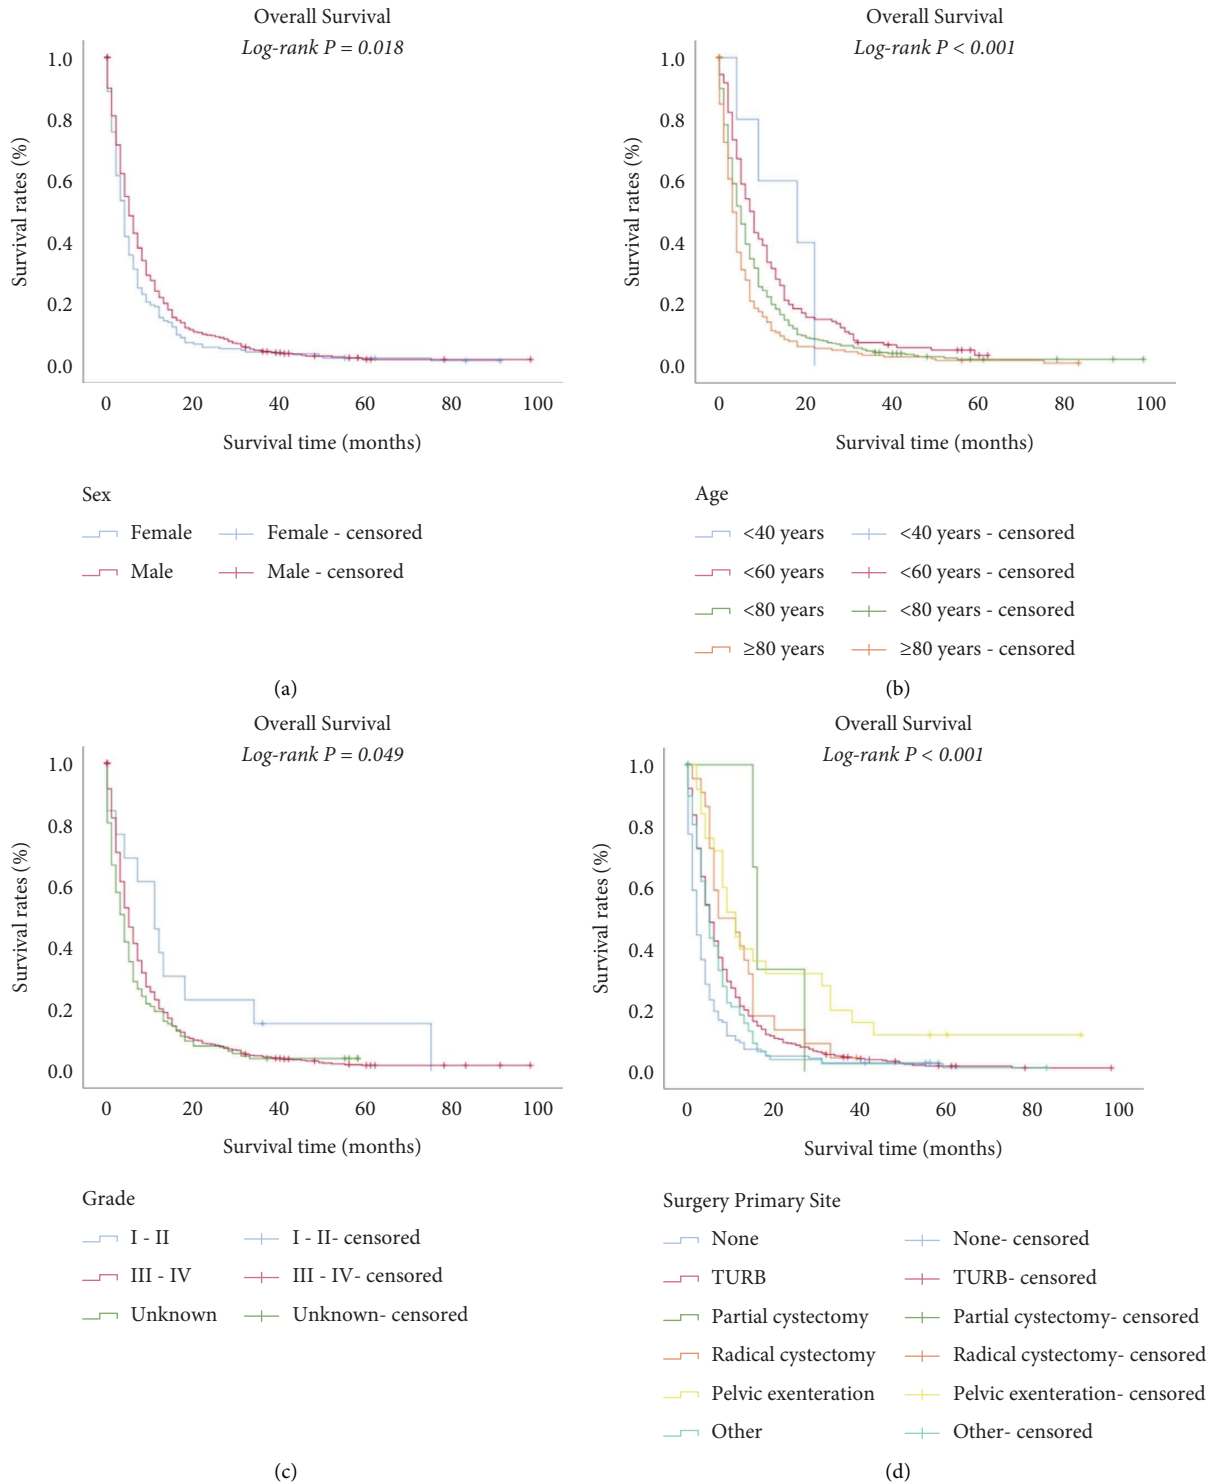 Overall Survival
Log-rank P = 0.018
1.0
0.8
0.6
0.4
0.2
0.0
Survival rates (%)
0 20 40 60 80 100
Survival time (months)
Sex
Female Female - censored
Male Male - censored
(a)
Overall Survival
Log-rank P < 0.001
1.0
0.8
0.6
0.4
0.2
0.0
Survival rates (%)
0 20 40 60 80 100
Survival time (months)
Age
<40 years <40 years - censored
<60 years <60 years - censored
<80 years <80 years - censored
≥80 years ≥80 years - censored
(b)
Overall Survival
Log-rank P = 0.049
1.0
0.8
0.6
0.4
0.2
0.0
Survival rates (%)
0 20 40 60 80 100
Survival time (months)
Grade
I - II I - II- censored
III - IV III - IV- censored
Unknown Unknown- censored
(c)
Overall Survival
Log-rank P < 0.001
1.0
0.8
0.6
0.4
0.2
0.0
Survival rates (%)
0 20 40 60 80 100
Survival time (months)
Surgery Primary Site
None None- censored
TURB TURB- censored
Partial cystectomy Partial cystectomy- censored
Radical cystectomy Radical cystectomy- censored
Pelvic exenteration Pelvic exenteration- censored
Other Other- censored
(d)